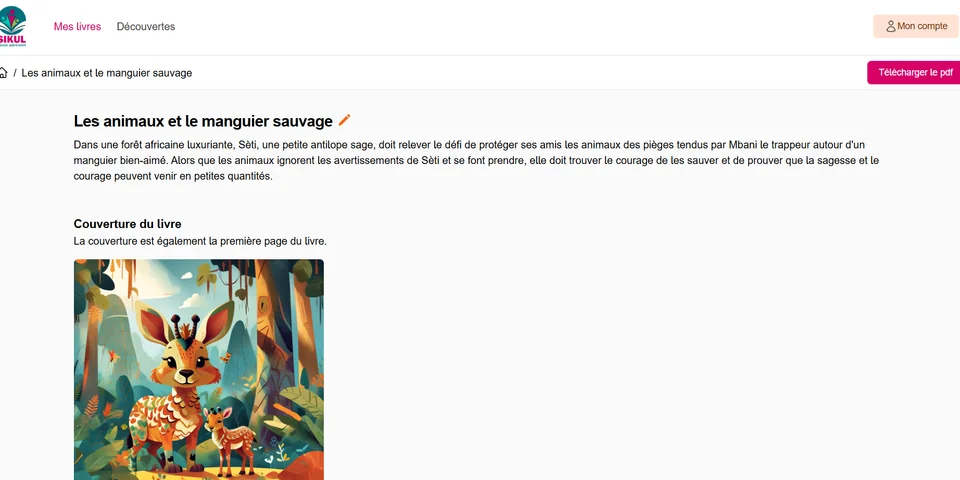 SIKUL
Mes livres
Découvertes
Mon compte
/ Les animaux et le manguier sauvage
Télécharger le pdf
Les animaux et le manguier sauvage
Dans une forêt africaine luxuriante, Sèti, une petite antilope sage, doit relever le défi de protéger ses amis les animaux des pièges tendus par Mbani le trappeur autour d'un
manguier bien-aimé. Alors que les animaux ignorent les avertissements de Sèti et se font prendre, elle doit trouver le courage de les sauver et de prouver que la sagesse et le
courage peuvent venir en petites quantités.
Couverture du livre
La couverture est également la première page du livre.